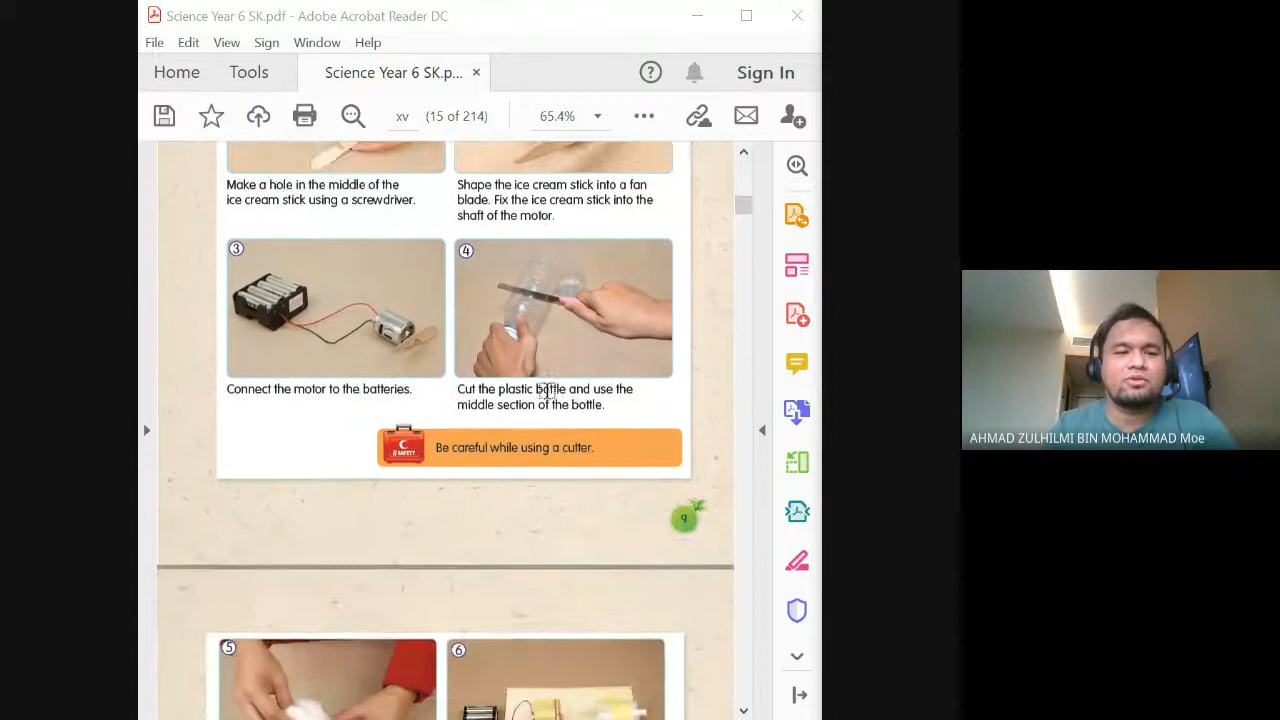 Science Year 6 SK.pdf - Adobe Acrobat Reader DC
File Edit View Sign Window Help
Home Tools Science Year 6 SK.p... × Sign In
xv (15 of 214) 65.4%
Make a hole in the middle of the
ice cream stick using a screwdriver.
Shape the ice cream stick into a fan
blade. Fix the ice cream stick into the
shaft of the motor.
3
4
Connect the motor to the batteries.
Cut the plastic bottle and use the
middle section of the bottle.
SAFETY
Be careful while using a cutter.
9
5
6
AHMAD ZULHILMI BIN MOHAMMAD Moe